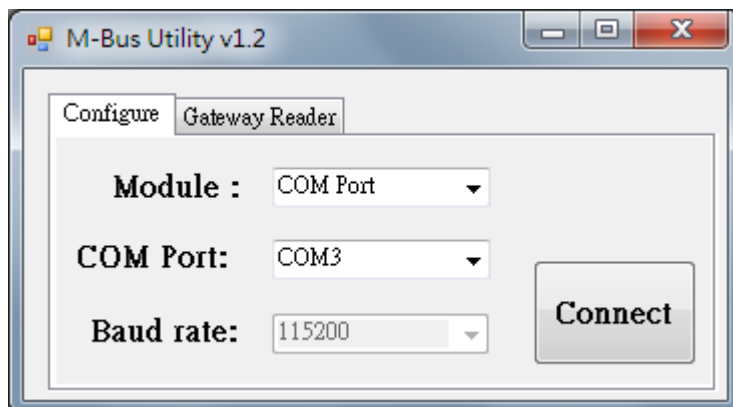 M-Bus Utility v1.2
Configure Gateway Reader
Module : COM Port
COM Port: COM3
Baud rate: 115200
Connect